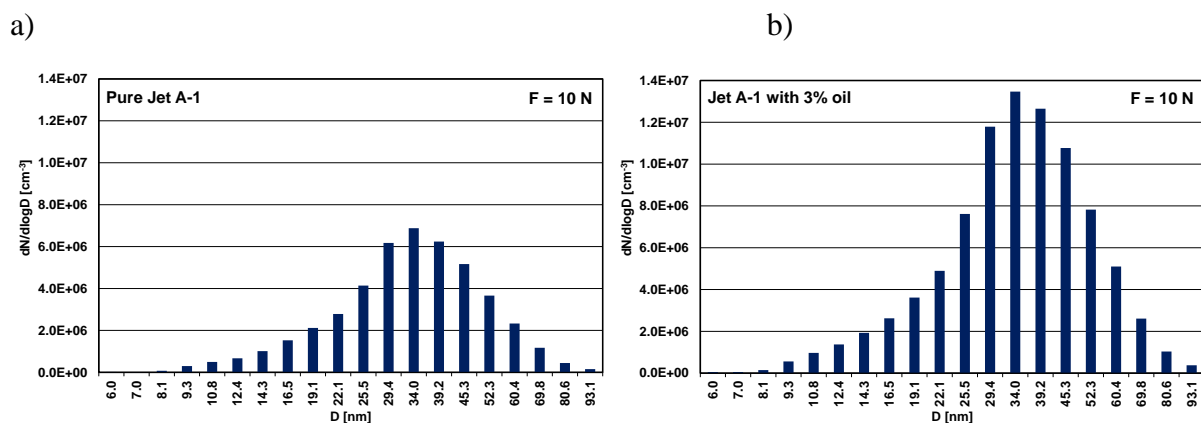 a)
b)
Pure Jet A-1 F = 10 N
dN/dlogD [cm-3]
1.4E+07
1.2E+07
1.0E+07
8.0E+06
6.0E+06
4.0E+06
2.0E+06
0.0E+00
6.0 7.0 8.1 9.3 10.8 12.4 14.3 16.5 19.1 22.1 25.5 29.4 34.0 39.2 45.3 52.3 60.4 69.8 80.6 93.1
D [nm]
Jet A-1 with 3% oil F = 10 N
dN/dlogD [cm-3]
1.4E+07
1.2E+07
1.0E+07
8.0E+06
6.0E+06
4.0E+06
2.0E+06
0.0E+00
6.0 7.0 8.1 9.3 10.8 12.4 14.3 16.5 19.1 22.1 25.5 29.4 34.0 39.2 45.3 52.3 60.4 69.8 80.6 93.1
D [nm]